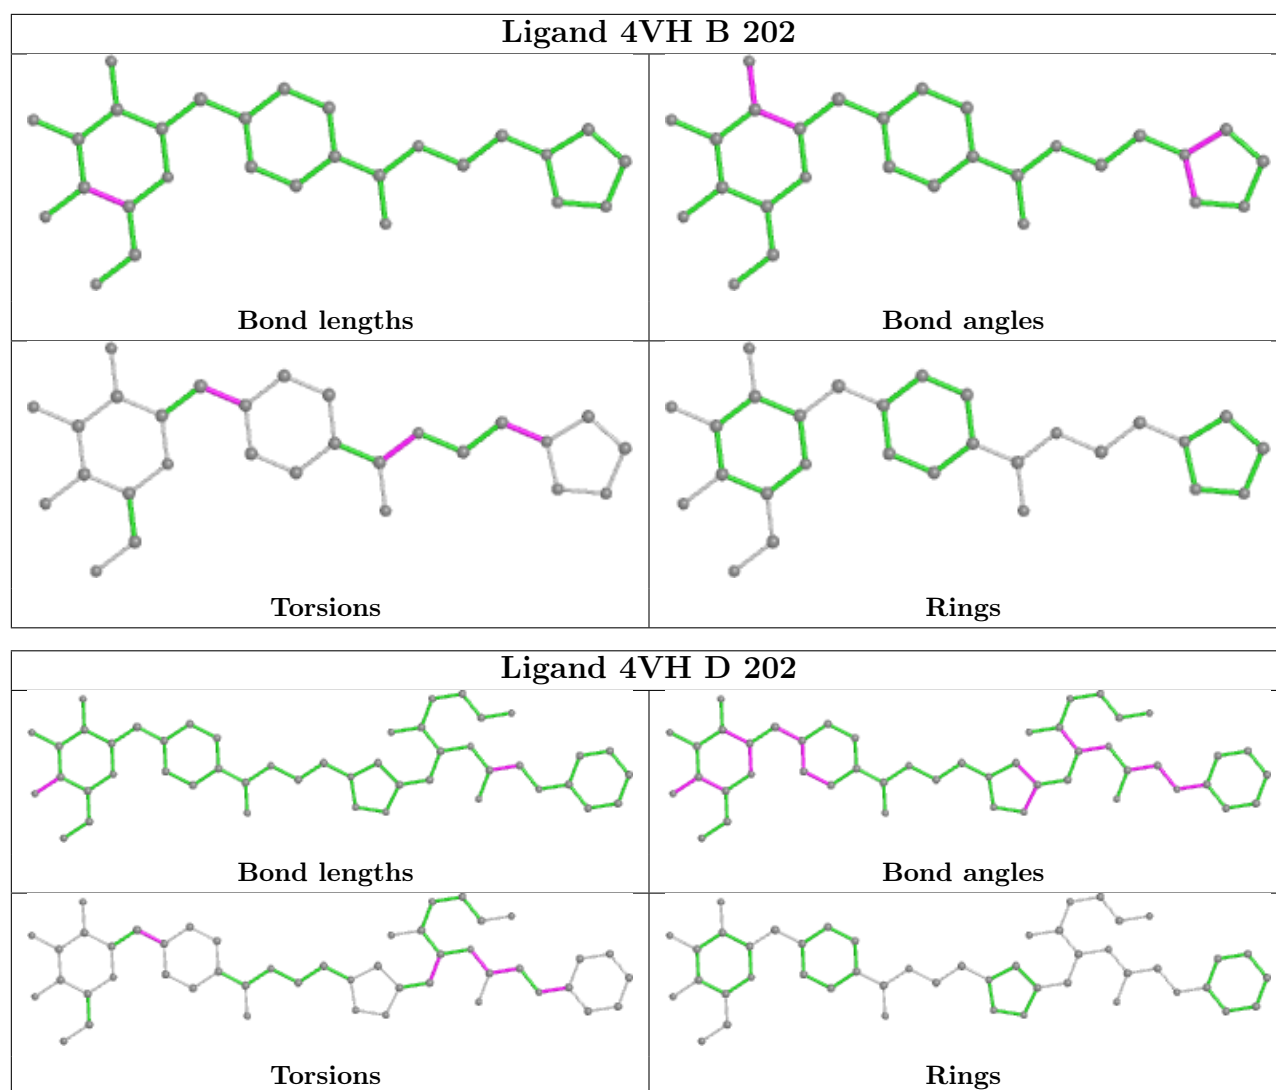 Ligand 4VH B 202
Bond lengths
Bond angles
Torsions
Rings
Ligand 4VH D 202
Bond lengths
Bond angles
Torsions
Rings